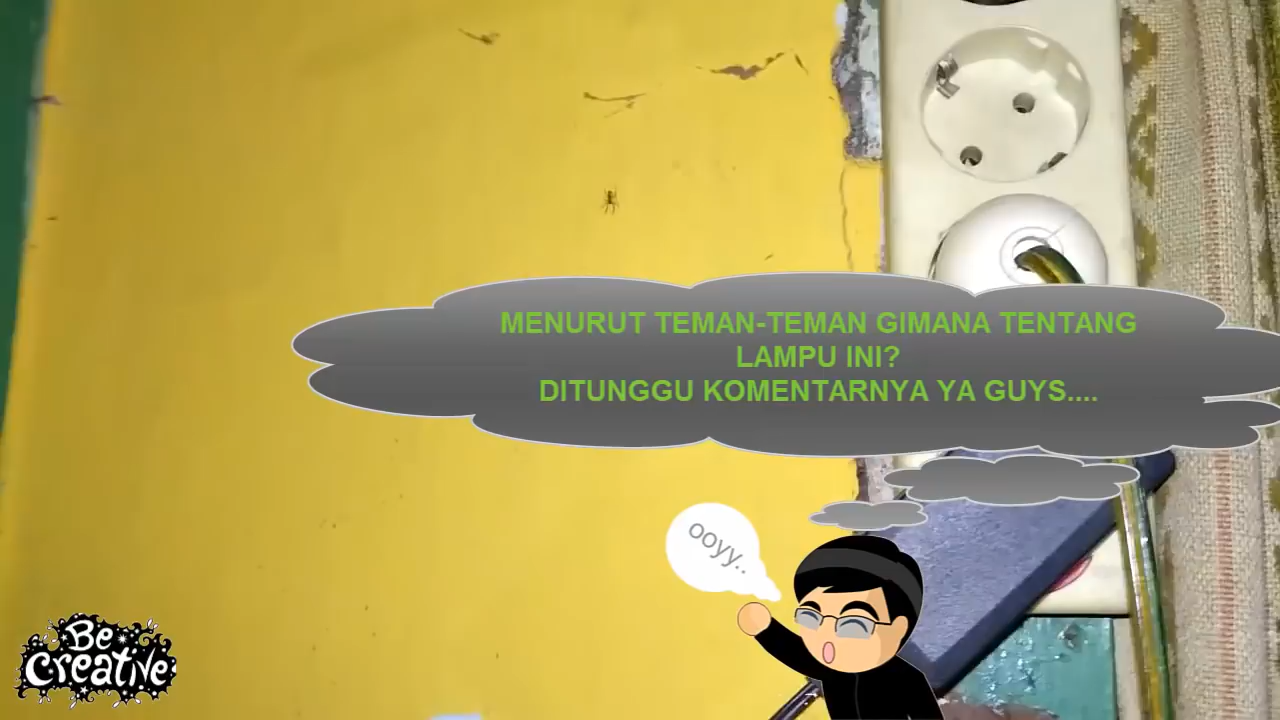 MENURUT TEMAN-TEMAN GIMANA TENTANG
LAMPU INI?
DITUNGGU KOMENTARNYA YA GUYS....
ooyy..
Be
Creative